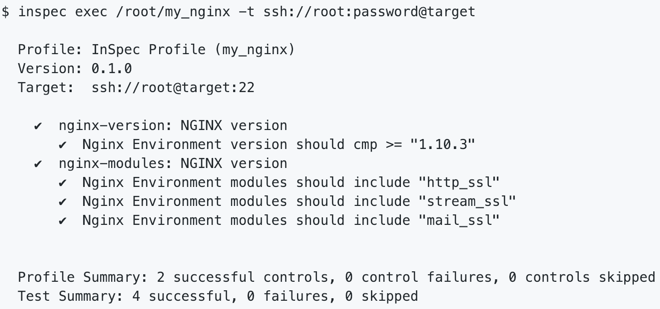 $ inspec exec /root/my_nginx -t ssh://root:password@target
Profile: InSpec Profile (my_nginx)
Version: 0.1.0
Target:  ssh://root@target:22
✔  nginx-version: NGINX version
✔  Nginx Environment version should cmp >= "1.10.3"
✔  nginx-modules: NGINX version
✔  Nginx Environment modules should include "http_ssl"
✔  Nginx Environment modules should include "stream_ssl"
✔  Nginx Environment modules should include "mail_ssl"
Profile Summary: 2 successful controls, 0 control failures, 0 controls skipped
Test Summary: 4 successful, 0 failures, 0 skipped